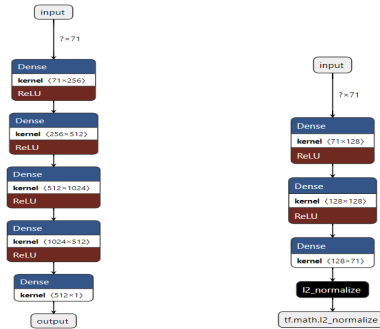 input
?×71
Dense
kernel ⟨71×256⟩
ReLU
Dense
kernel ⟨256×512⟩
ReLU
Dense
kernel ⟨512×1024⟩
ReLU
Dense
kernel ⟨1024×512⟩
ReLU
Dense
kernel ⟨512×1⟩
output
input
?×71
Dense
kernel ⟨71×128⟩
ReLU
Dense
kernel ⟨128×128⟩
ReLU
Dense
kernel ⟨128×71⟩
l2_normalize
tf.math.l2_normalize